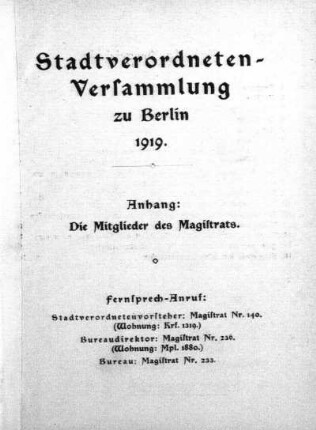 Stadtverordneten-
Verſammlung
zu Berlin
1919.
Anhang:
Die Mitglieder des Magiſtrats.
Fernſprech-Anruf:
Stadtverordnetenvorſteher: Magiſtrat Nr. 140.
(Wohnung: Krf. 1219.)
Bureaudirektor: Magiſtrat Nr. 226.
(Wohnung: Mpl. 1880.)
Bureau: Magiſtrat Nr. 222.